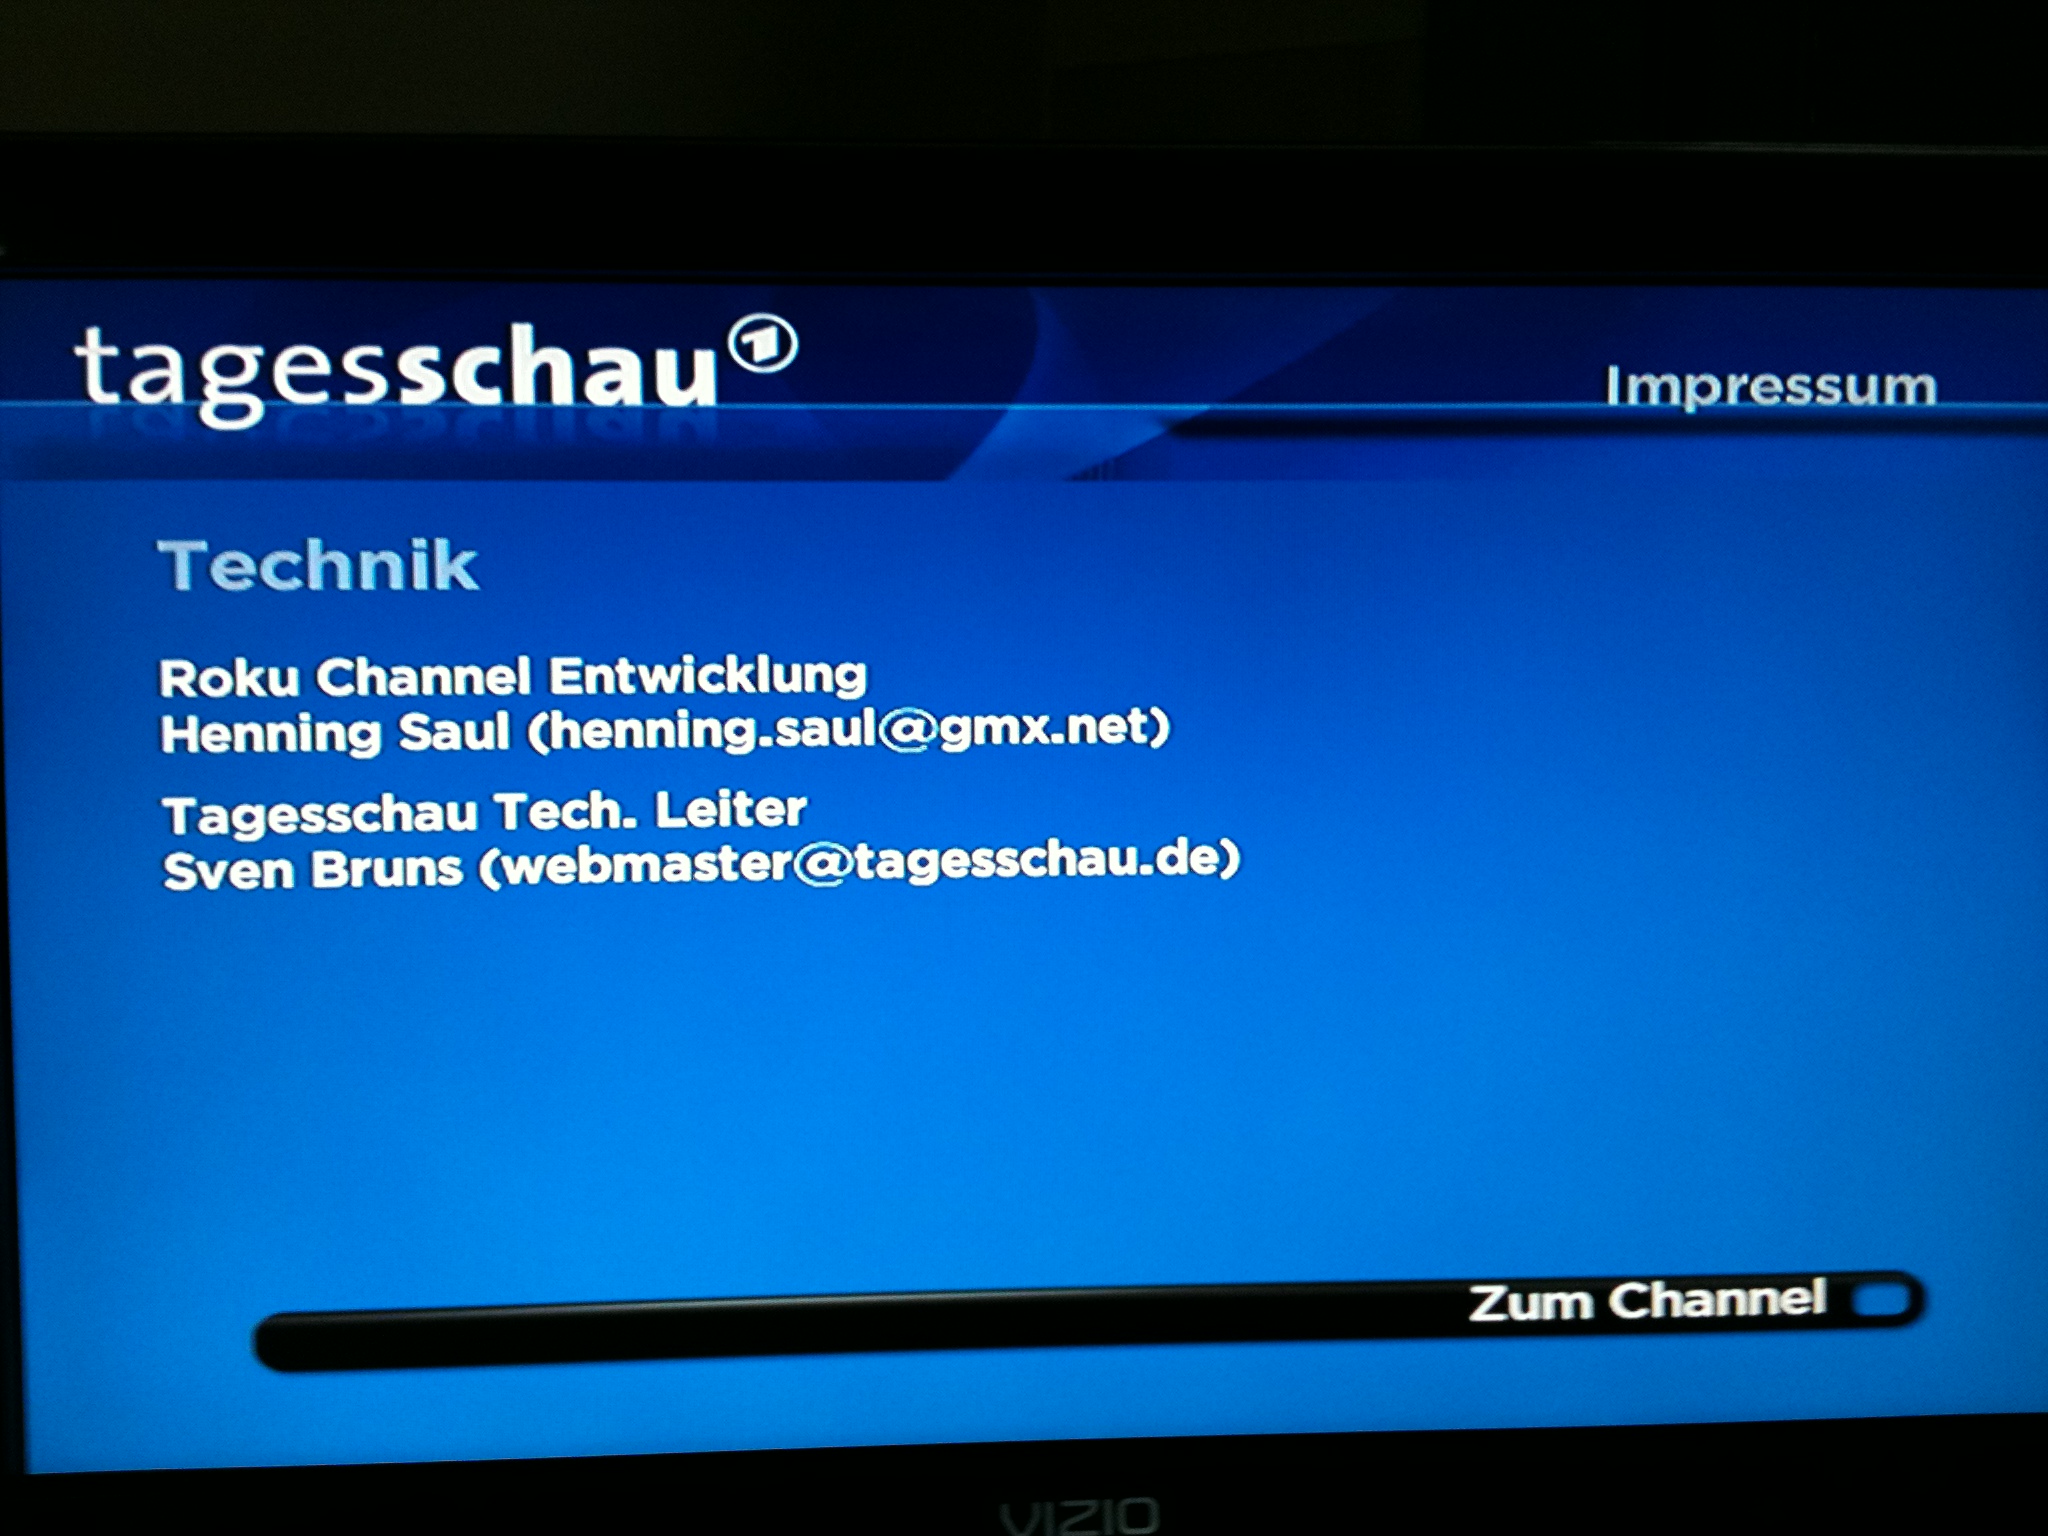 tagesschau
Impressum
Technik
Roku Channel Entwicklung
Henning Saul (henning.saul@gmx.net)
Tagesschau Tech. Leiter
Sven Bruns (webmaster@tagesschau.de)
Zum Channel
VIZIO